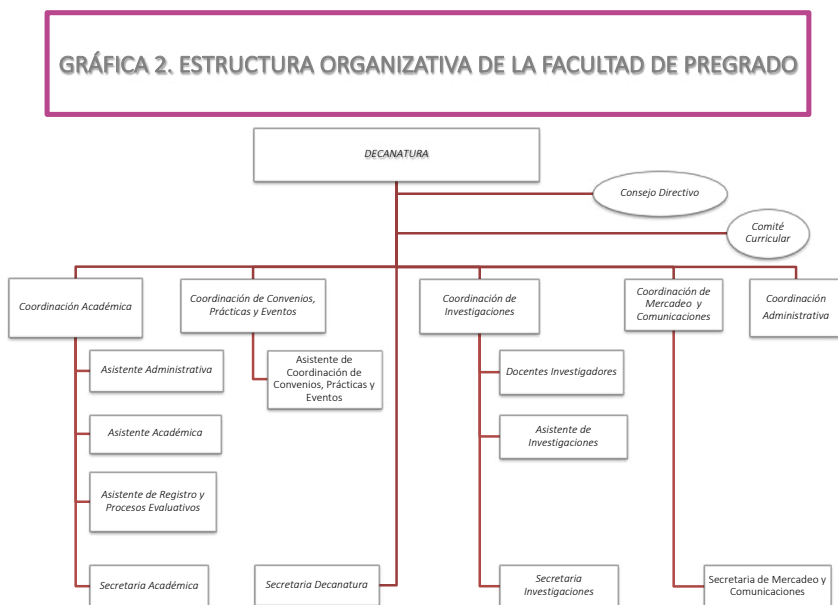 GRÁFICA 2. ESTRUCTURA ORGANIZATIVA DE LA FACULTAD DE PREGRADO
DECANATURA
Consejo Directivo
Comité
Curricular
Coordinación Académica
Coordinación de Convenios,
Prácticas y Eventos
Coordinación de
Investigaciones
Coordinación de
Mercadeo y
Comunicaciones
Coordinación
Administrativa
Asistente Administrativa
Asistente de
Coordinación de
Convenios, Prácticas y
Eventos
Docentes Investigadores
Asistente Académica
Asistente de
Investigaciones
Asistente de Registro y
Procesos Evaluativos
Secretaria Académica
Secretaria Decanatura
Secretaria
Investigaciones
Secretaria de Mercadeo y
Comunicaciones